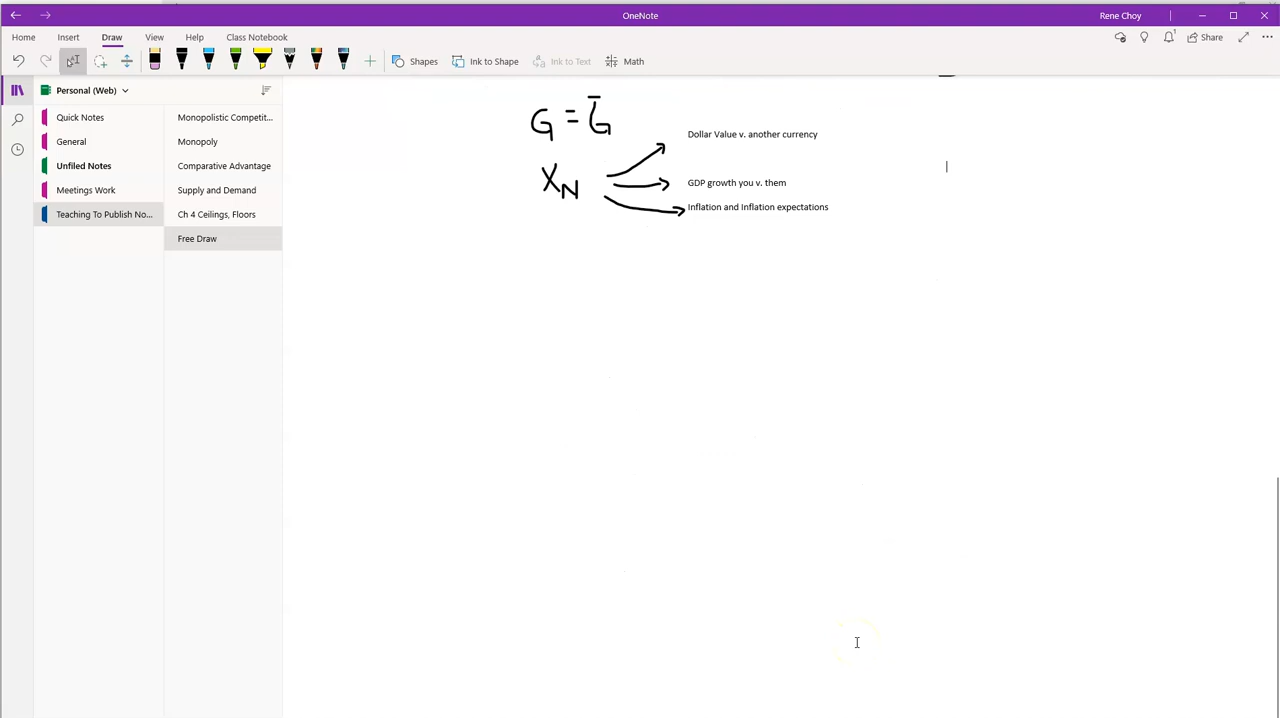 OneNote
Rene Choy
Home Insert Draw View Help Class Notebook
Share
Shapes Ink to Shape Ink to Text Math
Personal (Web)
Quick Notes
General
Unfiled Notes
Meetings Work
Teaching To Publish No...
Monopolistic Competit...
Monopoly
Comparative Advantage
Supply and Demand
Ch 4 Ceilings, Floors
Free Draw
G = G̅
Dollar Value v. another currency
XN
GDP growth you v. them
Inflation and Inflation expectations